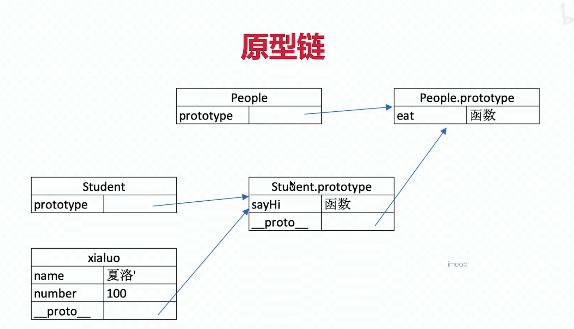 原型链
People
prototype
People.prototype
eat 函数
Student
prototype
Student.prototype
sayHi 函数
__proto__
xialuo
name 夏洛'
number 100
__proto__
imooc